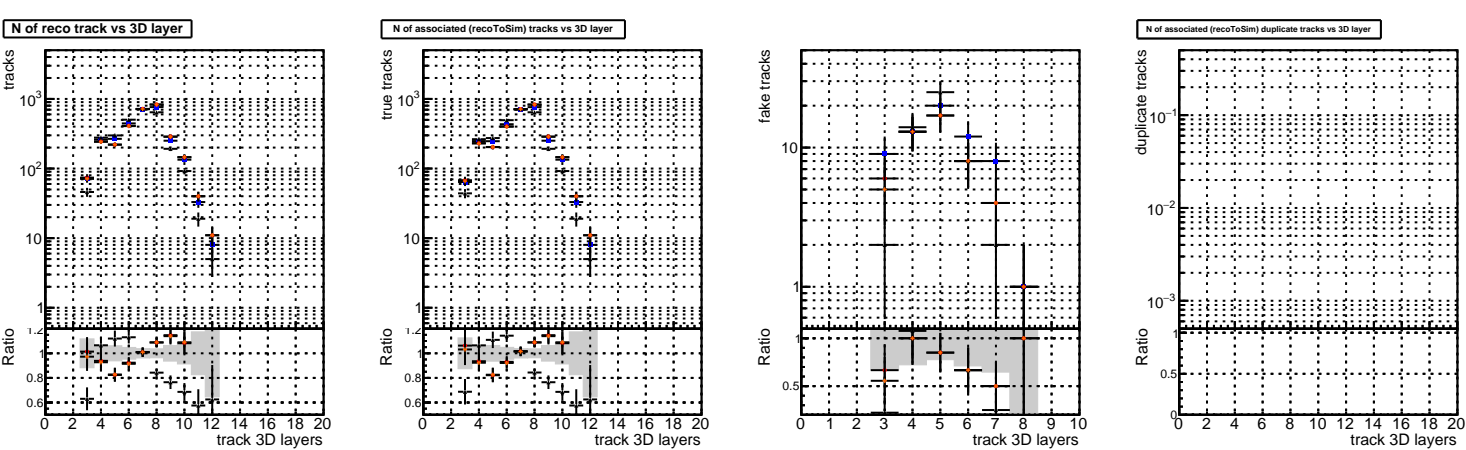 N of reco track vs 3D layer
tracks
10³
10²
10
1
Ratio
1.2
1
0.8
0.6
0 2 4 6 8 10 12 14 16 18 20
track 3D layers
N of associated (recoToSim) tracks vs 3D layer
true tracks
10³
10²
10
1
Ratio
1.2
1
0.8
0.6
0 2 4 6 8 10 12 14 16 18 20
track 3D layers
fake tracks
10
1
Ratio
1
0.5
0 1 2 3 4 5 6 7 8 9 10
track 3D layers
N of associated (recoToSim) duplicate tracks vs 3D layer
duplicate tracks
10⁻¹
10⁻²
10⁻³
Ratio
1
0.5
0
0 2 4 6 8 10 12 14 16 18 20
track 3D layers